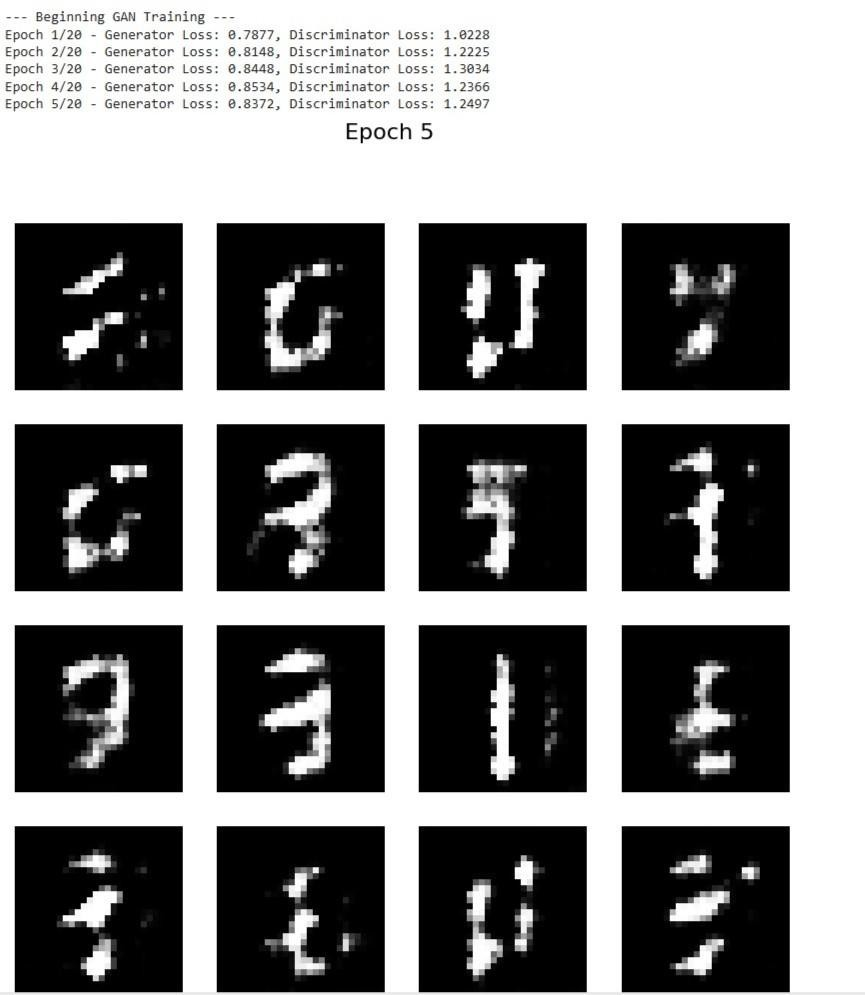 --- Beginning GAN Training ---
Epoch 1/20 - Generator Loss: 0.7877, Discriminator Loss: 1.0228
Epoch 2/20 - Generator Loss: 0.8148, Discriminator Loss: 1.2225
Epoch 3/20 - Generator Loss: 0.8448, Discriminator Loss: 1.3034
Epoch 4/20 - Generator Loss: 0.8534, Discriminator Loss: 1.2366
Epoch 5/20 - Generator Loss: 0.8372, Discriminator Loss: 1.2497
Epoch 5